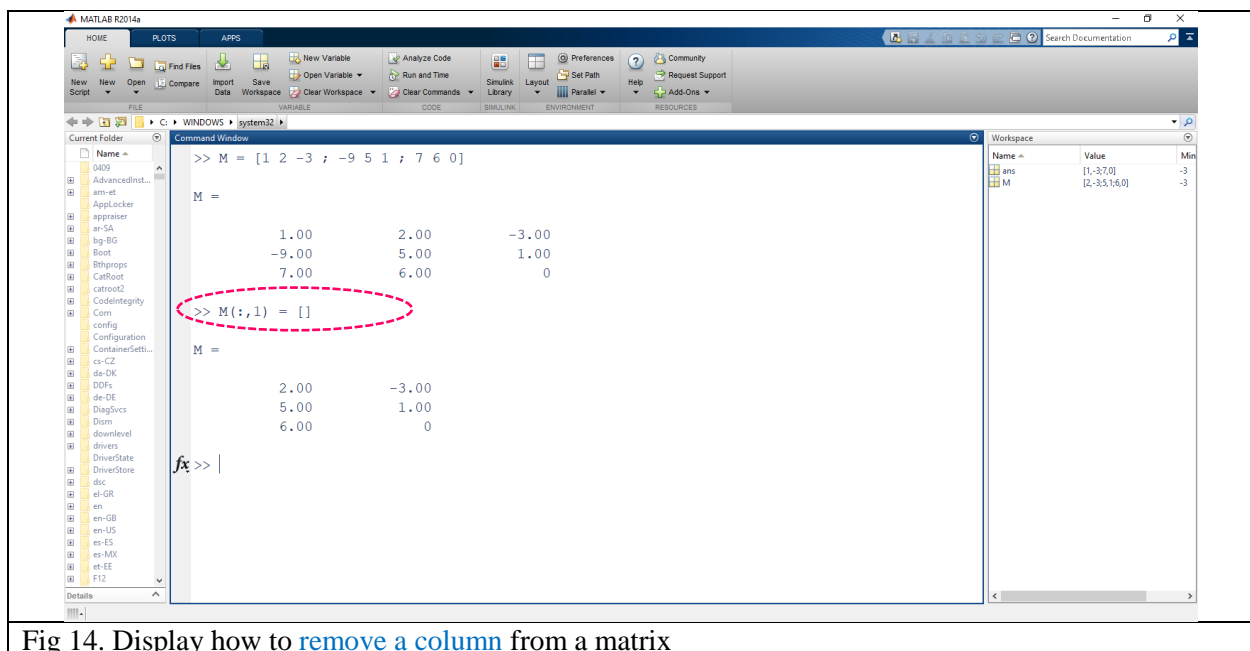 MATLAB R2014a
HOME PLOTS APPS
Search Documentation
New Script
New
Open
Find Files
Compare
Import Data
Save Workspace
New Variable
Open Variable
Clear Workspace
Analyze Code
Run and Time
Clear Commands
Simulink Library
Layout
Preferences
Set Path
Parallel
Help
Community
Request Support
Add-Ons
FILE VARIABLE CODE SIMULINK ENVIRONMENT RESOURCES
C: WINDOWS system32
Current Folder
Name
0409
AdvancedInst...
am-et
AppLocker
appraiser
ar-SA
bg-BG
Boot
Bthprops
CatRoot
catroot2
CodeIntegrity
Com
config
Configuration
ContainerSetti...
cs-CZ
da-DK
DDFs
de-DE
DiagSvcs
Dism
downlevel
drivers
DriverState
DriverStore
dsc
el-GR
en
en-GB
en-US
es-ES
es-MX
et-EE
F12
Details
Command Window
>> M = [1 2 -3 ; -9 5 1 ; 7 6 0]
M =
1.00 2.00 -3.00
-9.00 5.00 1.00
7.00 6.00 0
>> M(:,1) = []
M =
2.00 -3.00
5.00 1.00
6.00 0
fx >>
Workspace
Name Value Min
ans [1,-3;7,0] -3
M [2,-3;5,1;6,0] -3
Fig 14. Display how to remove a column from a matrix